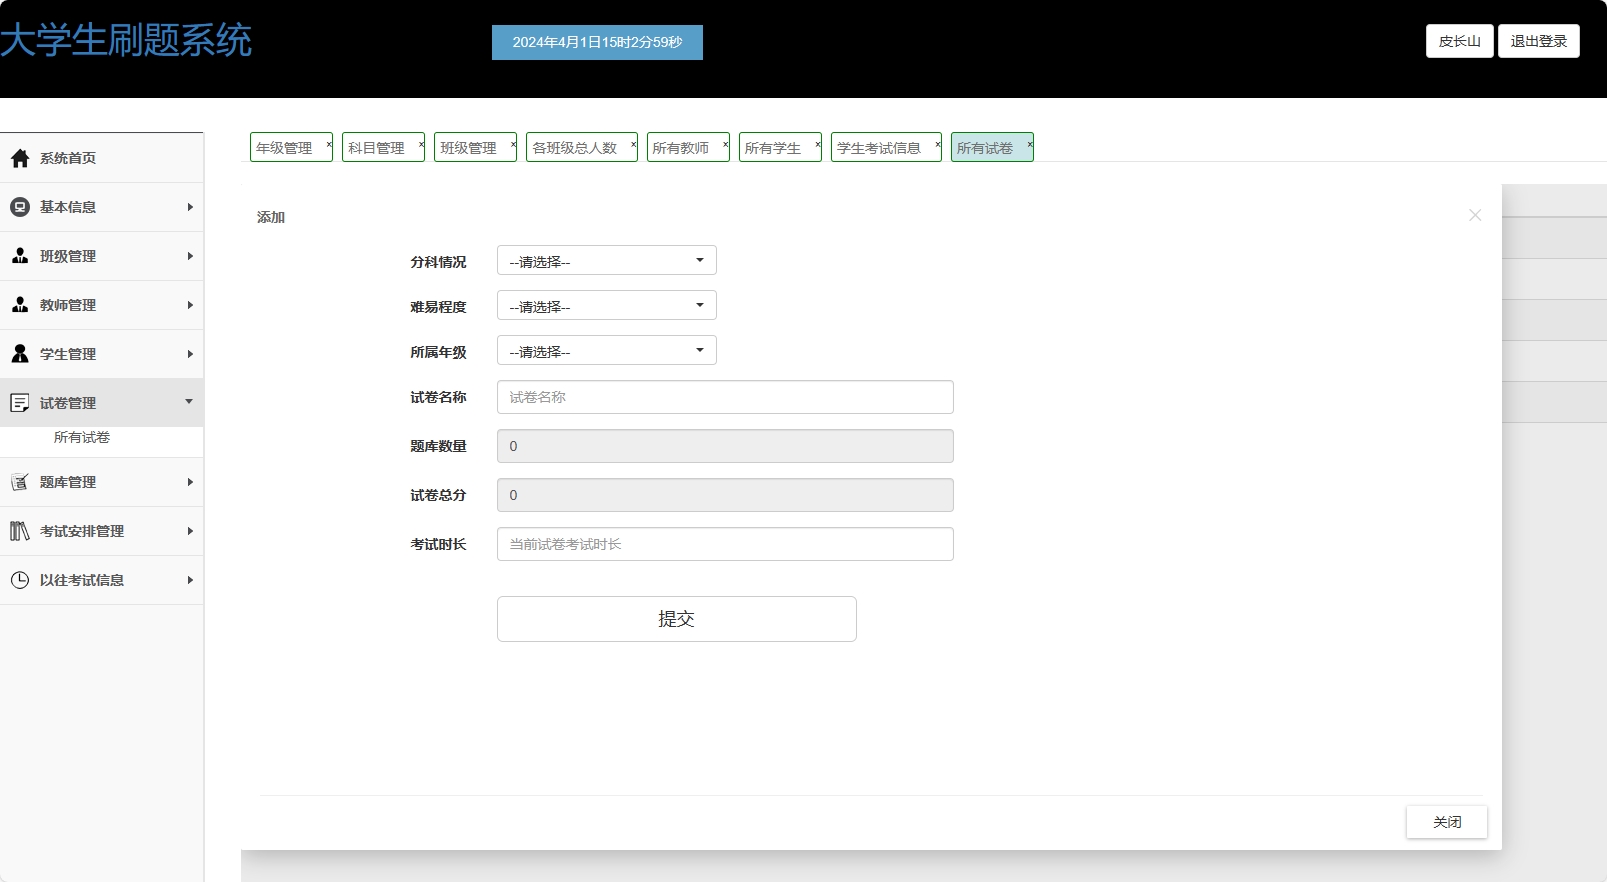 大学生刷题系统
2024年4月1日15时2分59秒
皮长山
退出登录
年级管理 ×
科目管理 ×
班级管理 ×
各班级总人数 ×
所有教师 ×
所有学生 ×
学生考试信息 ×
所有试卷 ×
系统首页
基本信息
班级管理
教师管理
学生管理
试卷管理
所有试卷
题库管理
考试安排管理
以往考试信息
添加
分科情况 --请选择--
难易程度 --请选择--
所属年级 --请选择--
试卷名称 试卷名称
题库数量 0
试卷总分 0
考试时长 当前试卷考试时长
提交
关闭